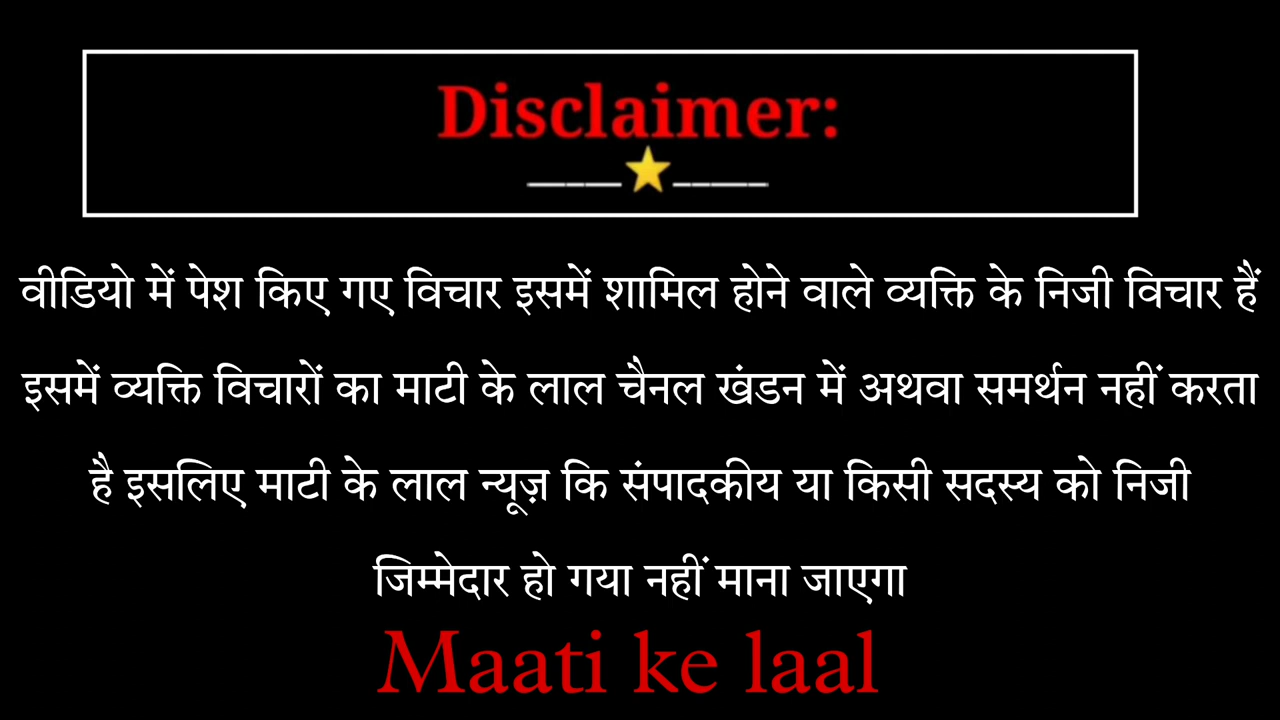 Disclaimer:
वीडियो में पेश किए गए विचार इसमें शामिल होने वाले व्यक्ति के निजी विचार हैं
इसमें व्यक्ति विचारों का माटी के लाल चैनल खंडन में अथवा समर्थन नहीं करता
है इसलिए माटी के लाल न्यूज़ कि संपादकीय या किसी सदस्य को निजी
जिम्मेदार हो गया नहीं माना जाएगा
Maati ke laal